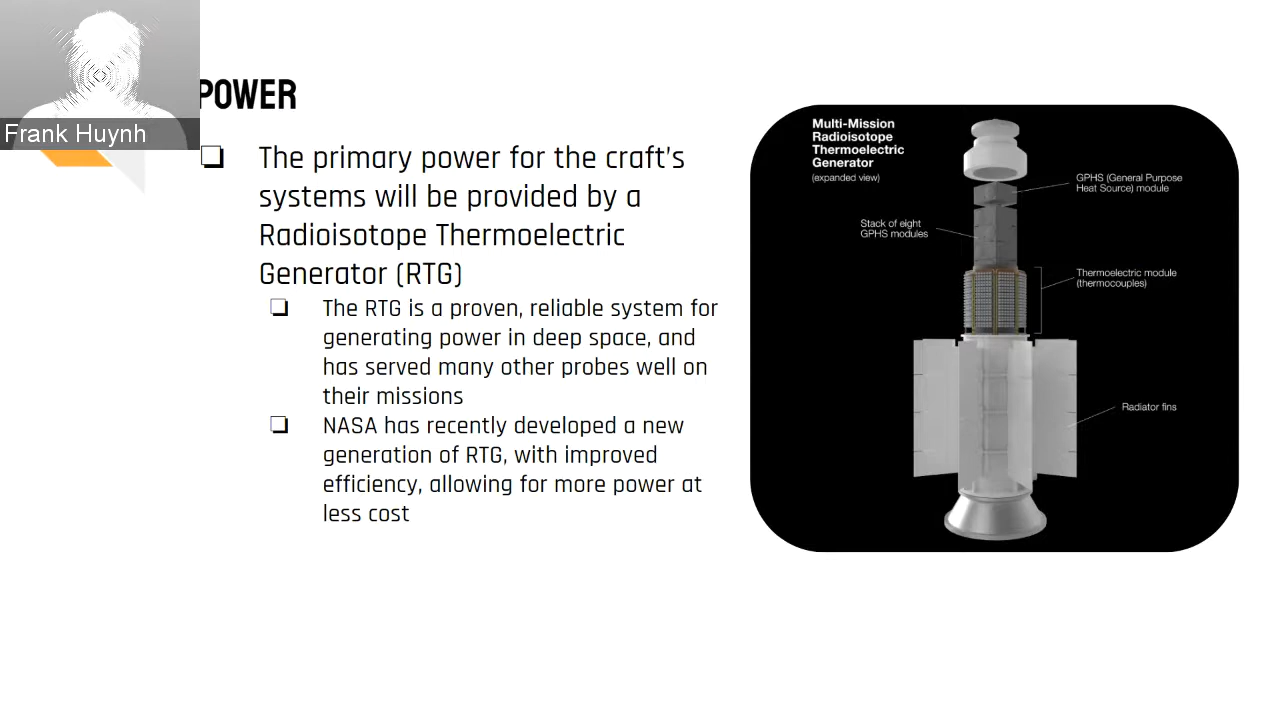 Frank Huynh
POWER
❏ The primary power for the craft's
systems will be provided by a
Radioisotope Thermoelectric
Generator (RTG)
❏ The RTG is a proven, reliable system for
generating power in deep space, and
has served many other probes well on
their missions
❏ NASA has recently developed a new
generation of RTG, with improved
efficiency, allowing for more power at
less cost
Multi-Mission
Radioisotope
Thermoelectric
Generator
(expanded view)
GPHS (General Purpose
Heat Source) module
Stack of eight
GPHS modules
Thermoelectric module
(thermocouples)
Radiator fins